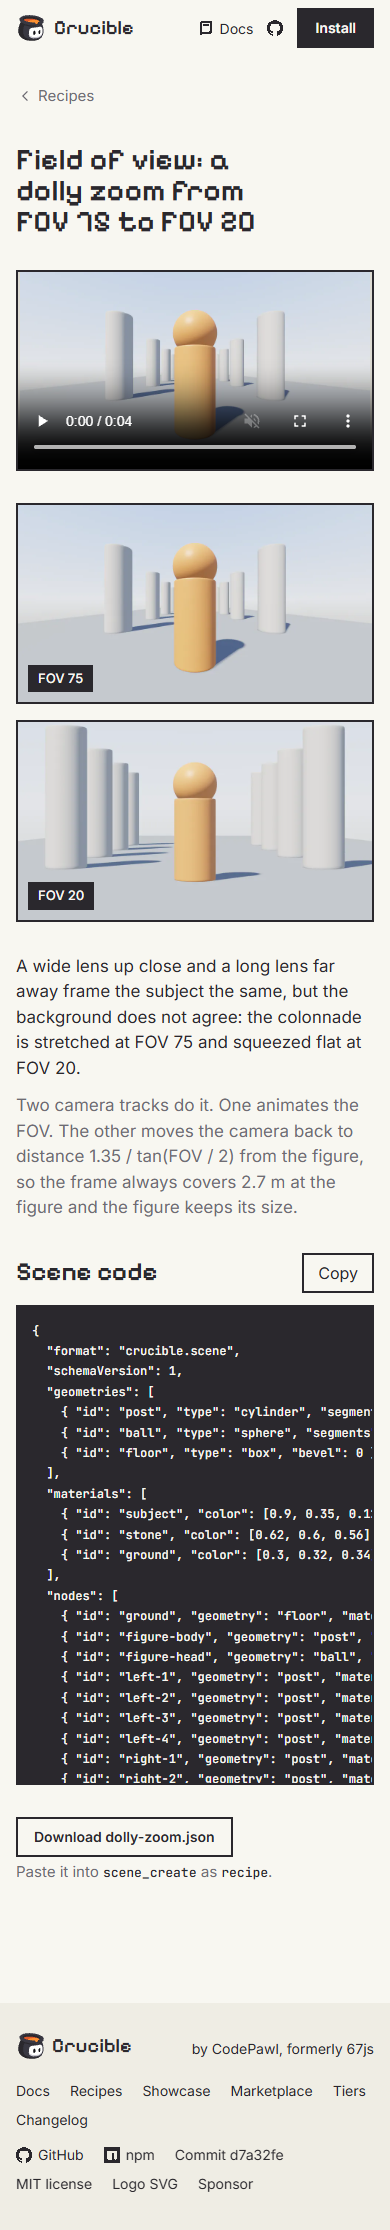 Crucible Docs Install
Recipes
Field of view: a
dolly zoom from
FOV 75 to FOV 20
0:00 / 0:04
FOV 75
FOV 20
A wide lens up close and a long lens far
away frame the subject the same, but the
background does not agree: the colonnade
is stretched at FOV 75 and squeezed flat at
FOV 20.
Two camera tracks do it. One animates the
FOV. The other moves the camera back to
distance 1.35 / tan(FOV / 2) from the figure,
so the frame always covers 2.7 m at the
figure and the figure keeps its size.
Scene code Copy
{
"format": "crucible.scene",
"schemaVersion": 1,
"geometries": [
{ "id": "post", "type": "cylinder", "segmen
{ "id": "ball", "type": "sphere", "segments
{ "id": "floor", "type": "box", "bevel": 0 }
],
"materials": [
{ "id": "subject", "color": [0.9, 0.35, 0.1
{ "id": "stone", "color": [0.62, 0.6, 0.56]
{ "id": "ground", "color": [0.3, 0.32, 0.34
],
"nodes": [
{ "id": "ground", "geometry": "floor", "mat
{ "id": "figure-body", "geometry": "post",
{ "id": "figure-head", "geometry": "ball",
{ "id": "left-1", "geometry": "post", "mate
{ "id": "left-2", "geometry": "post", "mate
{ "id": "left-3", "geometry": "post", "mate
{ "id": "left-4", "geometry": "post", "mate
{ "id": "right-1", "geometry": "post", "mat
{ "id": "right-2", "geometry": "post", "mat
Download dolly-zoom.json
Paste it into scene_create as recipe.
Crucible by CodePawl, formerly 67js
Docs Recipes Showcase Marketplace Tiers
Changelog
GitHub npm Commit d7a32fe
MIT license Logo SVG Sponsor